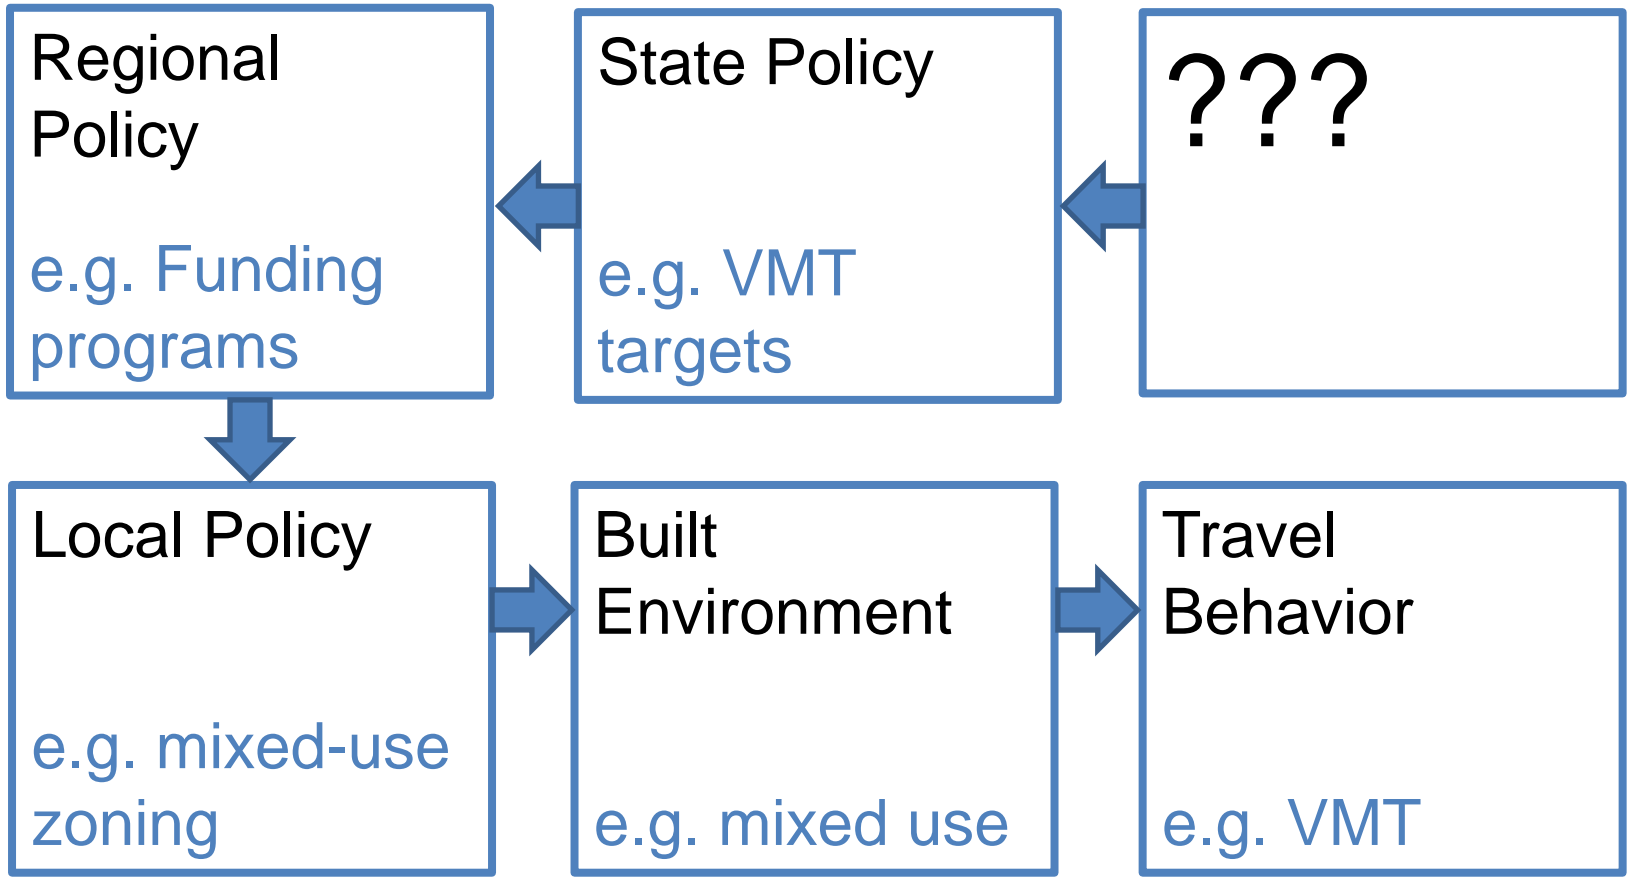 Regional
Policy
e.g. Funding
programs
State Policy
e.g. VMT
targets
???
Local Policy
e.g. mixed-use
zoning
Built
Environment
e.g. mixed use
Travel
Behavior
e.g. VMT